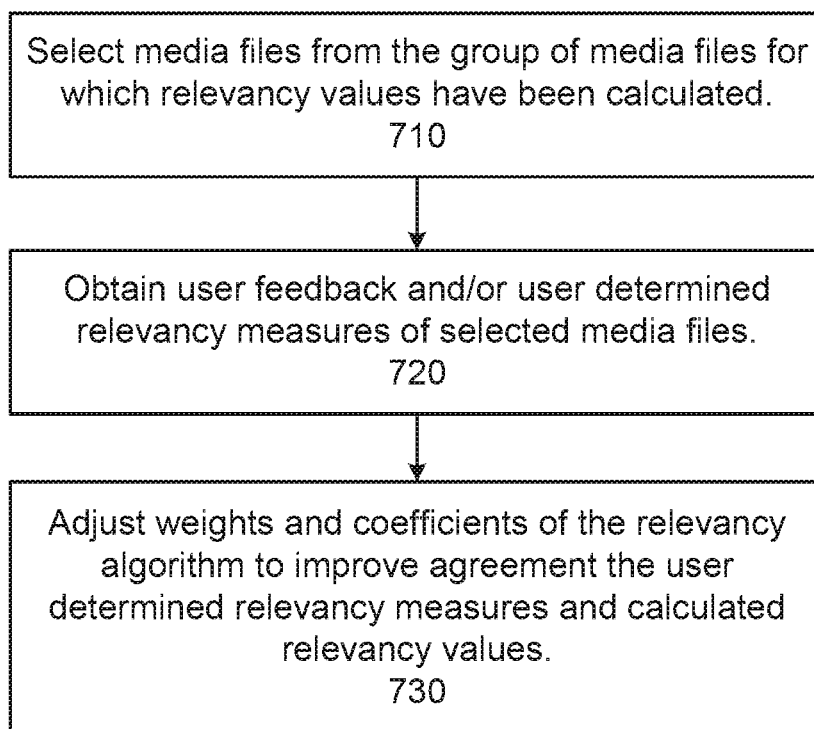 Select media files from the group of media files for
which relevancy values have been calculated.
710
Obtain user feedback and/or user determined
relevancy measures of selected media files.
720
Adjust weights and coefficients of the relevancy
algorithm to improve agreement the user
determined relevancy measures and calculated
relevancy values.
730